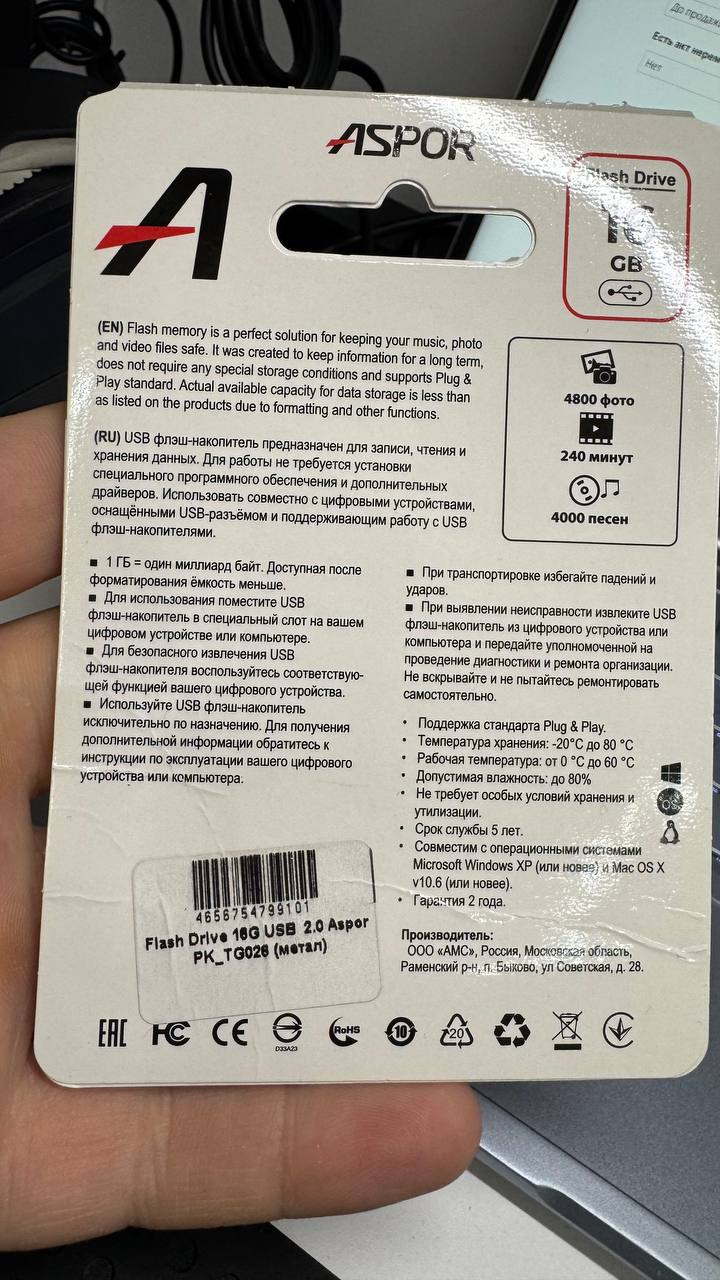 До продаж
Есть акт нерем
Нет
ASPOR
Flash Drive
16
GB
(EN) Flash memory is a perfect solution for keeping your music, photo
and video files safe. It was created to keep information for a long term,
does not require any special storage conditions and supports Plug &
Play standard. Actual available capacity for data storage is less than
as listed on the products due to formatting and other functions.
(RU) USB флэш-накопитель предназначен для записи, чтения и
хранения данных. Для работы не требуется установки
специального программного обеспечения и дополнительных
драйверов. Использовать совместно с цифровыми устройствами,
оснащёнными USB-разъёмом и поддерживающим работу с USB
флэш-накопителями.
4800 фото
240 минут
4000 песен
▪ 1 ГБ = один миллиард байт. Доступная после
форматирования ёмкость меньше.
▪ Для использования поместите USB
флэш-накопитель в специальный слот на вашем
цифровом устройстве или компьютере.
▪ Для безопасного извлечения USB
флэш-накопителя воспользуйтесь соответствую-
щей функцией вашего цифрового устройства.
▪ Используйте USB флэш-накопитель
исключительно по назначению. Для получения
дополнительной информации обратитесь к
инструкции по эксплуатации вашего цифрового
устройства или компьютера.
▪ При транспортировке избегайте падений и
ударов.
▪ При выявлении неисправности извлеките USB
флэш-накопитель из цифрового устройства или
компьютера и передайте уполномоченной на
проведение диагностики и ремонта организации.
Не вскрывайте и не пытайтесь ремонтировать
самостоятельно.
• Поддержка стандарта Plug & Play.
• Температура хранения: -20°C до 80 °C
• Рабочая температура: от 0 °C до 60 °C
• Допустимая влажность: до 80%
• Не требует особых условий хранения и
утилизации.
• Срок службы 5 лет.
• Совместим с операционными системами
Microsoft Windows XP (или новее) и Mac OS X
v10.6 (или новее).
• Гарантия 2 года.
OS
4656754799101
Flash Drive 16G USB 2.0 Aspor
PK_TG026 (метал)
Производитель:
ООО «АМС», Россия, Московская область,
Раменский р-н, п. Быково, ул Советская, д. 28.
EAC FC CE D33A23 RoHS 10 20